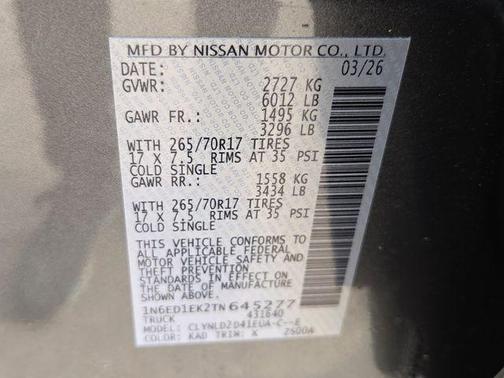 MFD BY NISSAN MOTOR CO., LTD.
DATE: 03/26
GVWR: 2727 KG
6012 LB
GAWR FR.: 1495 KG
3296 LB
WITH 265/70R17 TIRES
17 X 7.5 RIMS AT 35 PSI
COLD SINGLE
GAWR RR.: 1558 KG
3434 LB
WITH 265/70R17 TIRES
17 X 7.5 RIMS AT 35 PSI
COLD SINGLE
THIS VEHICLE CONFORMS TO
ALL APPLICABLE FEDERAL
MOTOR VEHICLE SAFETY
AND THEFT PREVENTION
STANDARDS IN EFFECT ON
THE DATE OF MANUFACTURE
SHOWN ABOVE.
1N6ED1EK2TN645277
TRUCK 431640
MODEL: CLYNLDZD41EUA-C--E
COLOR: KAD TRIM: X 2600A